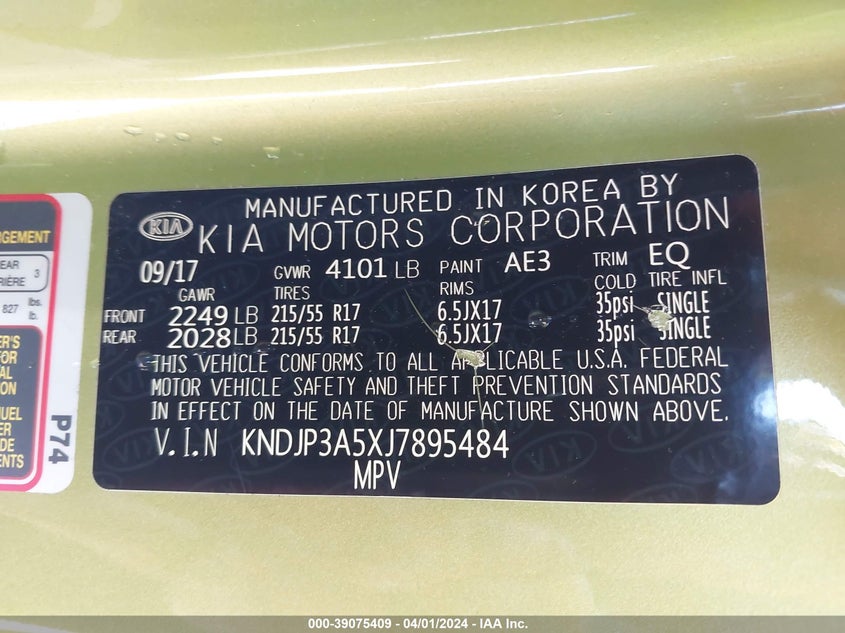 MANUFACTURED IN KOREA BY
KIA KIA MOTORS CORPORATION
09/17 GVWR 4101 LB PAINT AE3 TRIM EQ
GAWR TIRES RIMS COLD TIRE INFL
FRONT 2249 LB 215/55 R17 6.5JX17 35psi SINGLE
REAR 2028 LB 215/55 R17 6.5JX17 35psi SINGLE
THIS VEHICLE CONFORMS TO ALL APPLICABLE U.S.A. FEDERAL
MOTOR VEHICLE SAFETY AND THEFT PREVENTION STANDARDS
IN EFFECT ON THE DATE OF MANUFACTURE SHOWN ABOVE.
V.I.N KNDJP3A5XJ7895484
MPV
3
827 lbs.
lb.
P74
000-39075409 - 04/01/2024 - IAA Inc.